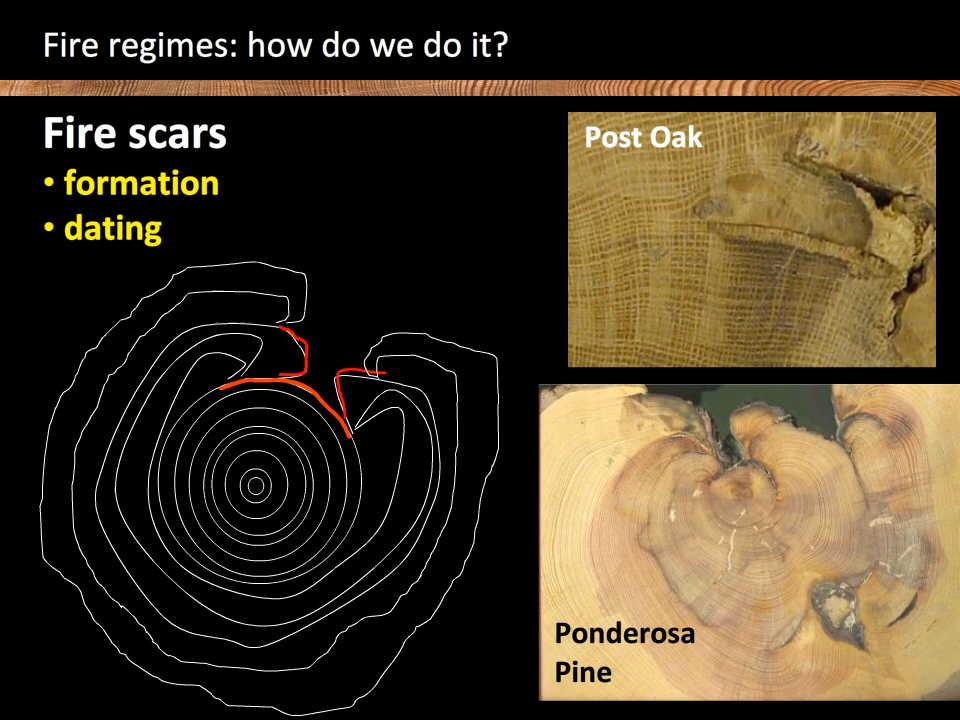 Fire regimes: how do we do it?
Fire scars
• formation
• dating
Post Oak
Ponderosa
Pine